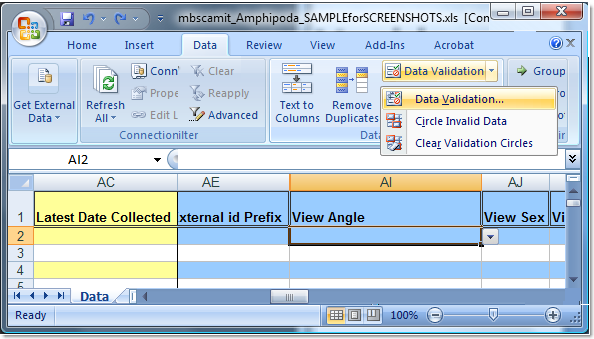 mbscamit_Amphipoda_SAMPLEforSCREENSHOTS.xls [Con
Home Insert Data Review View Add-Ins Acrobat
Get External Data
Refresh All
Conn
Prope
Edit L
Connectionilter
Clear
Reapply
Advanced
Text to Columns
Remove Duplicates
Dat
Data Validation
Group
Data Validation...
Circle Invalid Data
Clear Validation Circles
AI2
AC AE AI AJ
1 Latest Date Collected xternal id Prefix View Angle View Sex Vi
2
3
4
Data
Ready 100%